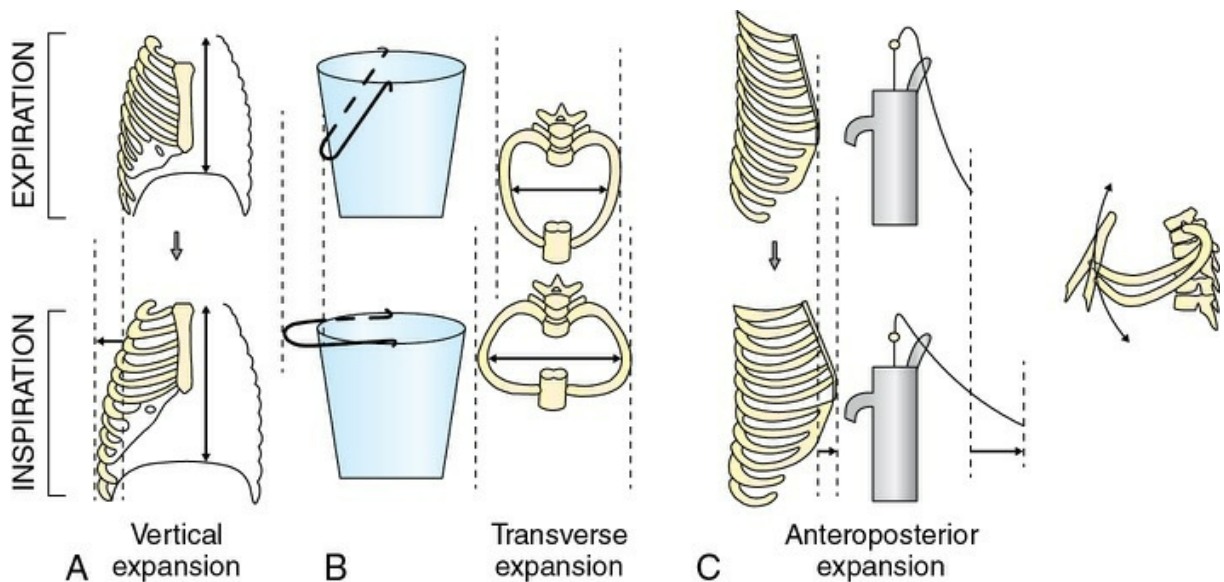 EXPIRATION
INSPIRATION
A
Vertical
expansion
B
Transverse
expansion
C
Anteroposterior
expansion